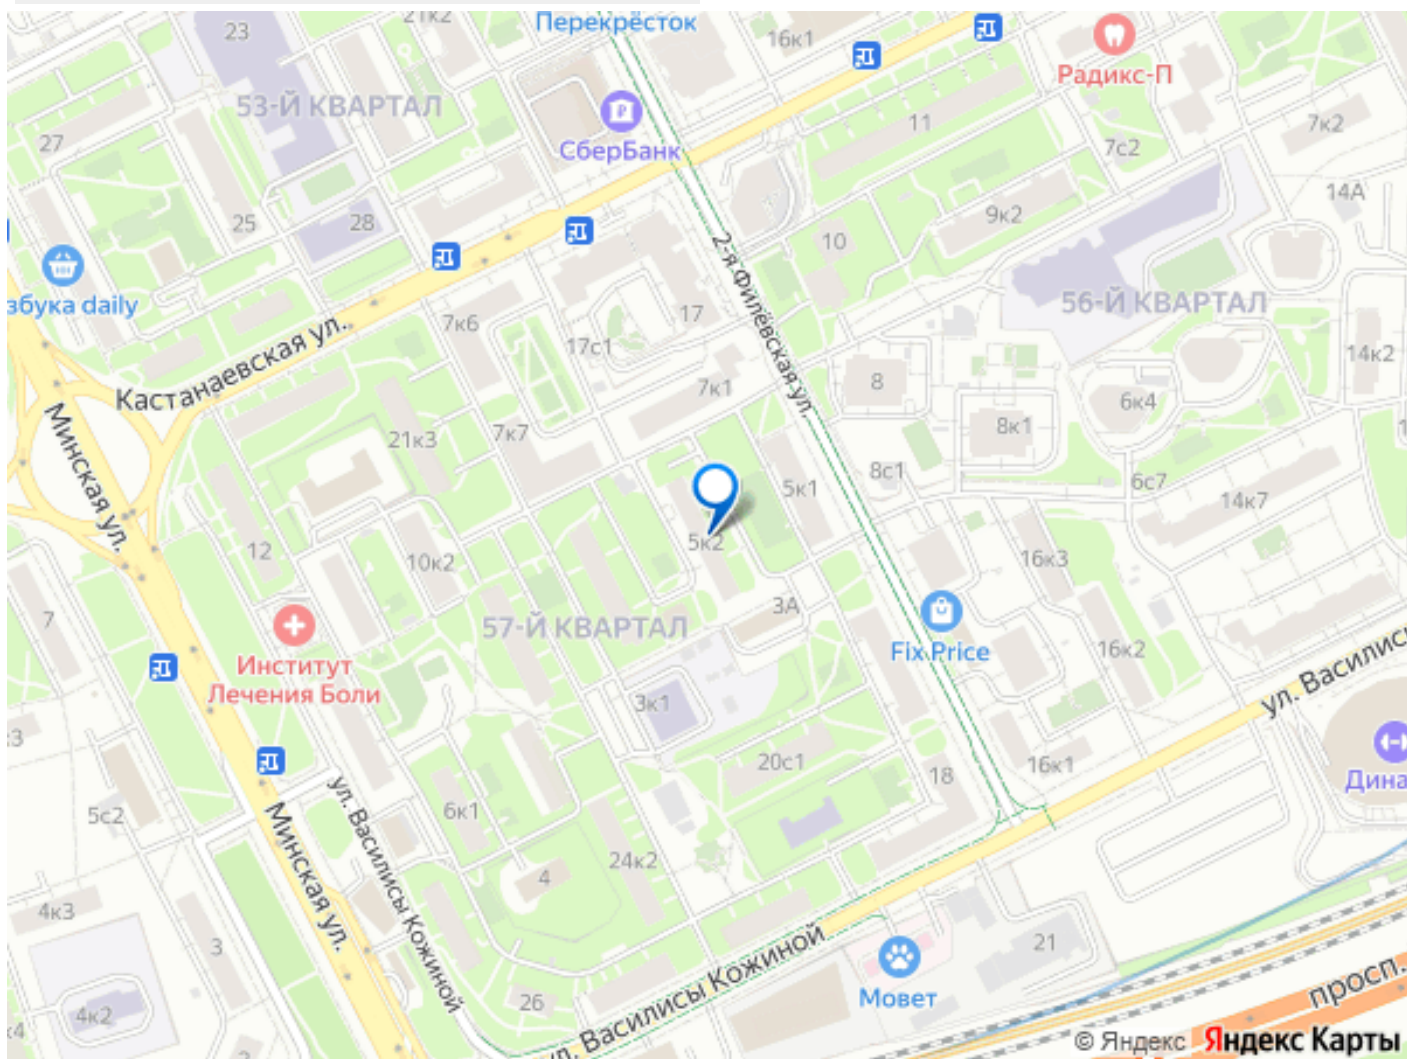 21к2
Перекрёсток
16к1
23
Радикс-П
53-Й КВАРТАЛ
27
СберБанк
11
7к2
7с2
14А
25
28
9к2
10
збука daily
2-я Филёвская ул.
56-Й КВАРТАЛ
7к6
17
17с1
Кастанаевская ул.
14к2
8
7к1
6к4
Минская ул.
21к3
7к7
8к1
8с1
6с7
5к1
14к7
12
10к2
5к2
16к3
7
57-Й КВАРТАЛ
3А
Fix Price
Институт
Лечения Боли
16к2
ул. Василис
3к1
20с1
18
16к1
Дина
5с2
Минская ул.
ул. Василисы Кожиной
6к1
24к2
4
4к3
3
21
Мовет
ул. Василисы Кожиной
26
4к2
просп.
© Яндекс Яндекс Карты